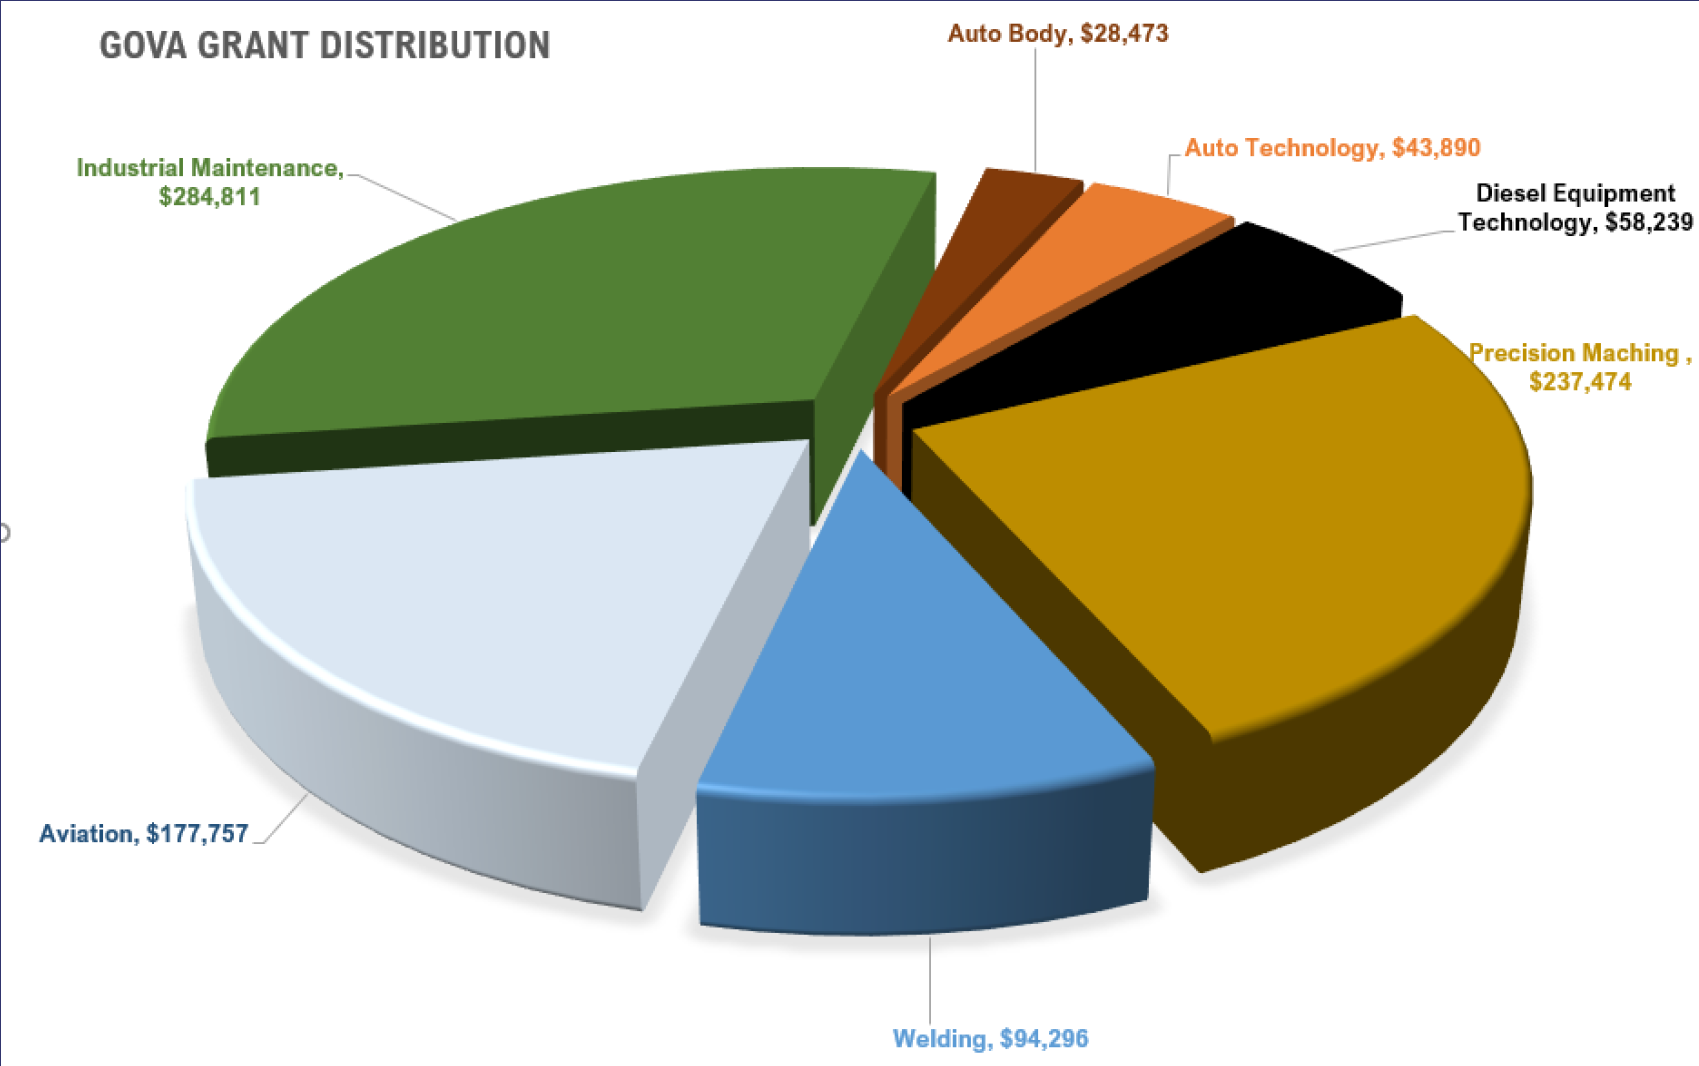 GOVA GRANT DISTRIBUTION
Auto Body, $28,473
Auto Technology, $43,890
Industrial Maintenance,
$284,811
Diesel Equipment
Technology, $58,239
Precision Maching ,
$237,474
Aviation, $177,757
Welding, $94,296